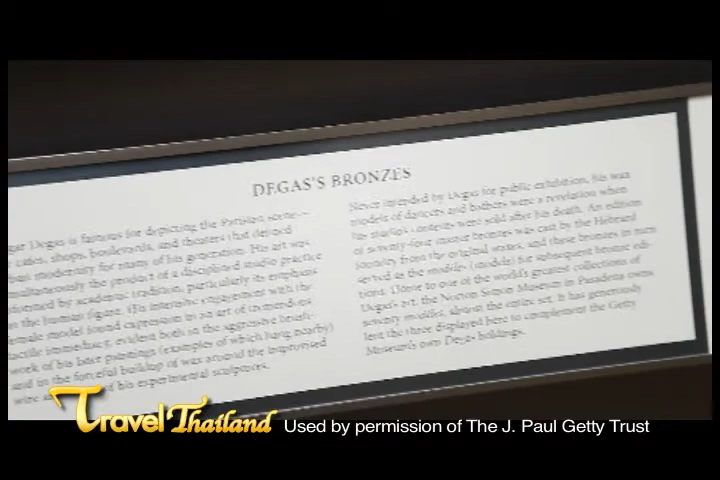 DEGAS'S BRONZES
gar Degas is famous for depicting the Parisian scene—
cafés, shops, boulevards, and theaters that defined
modernity for many of his generation. His art was
the product of a disciplined studio practice
by academic tradition, particularly its emphasis
on the human figure. His intensive engagement with the
female model found expression in an art of tremendous
tactile immediacy, evident both in the aggressive
work of his later paintings (examples of which hang nearby)
and in the forceful buildup of wax around the improvised
wire of his experimental sculptures.
Never intended by Degas for public exhibition, his wax
models of dancers and bathers were a revelation when
his studio's contents were sold after his death. An edition
of seventy-four master bronzes was cast by the Hébrard
foundry from the original waxes, and these bronzes in turn
served as the modèles (models) for subsequent bronze edi-
tions. Home to one of the world's greatest collections of
Degas's art, the Norton Simon Museum in Pasadena owns
seventy modèles, almost the entire set. It has generously
lent the three displayed here to complement the Getty
Museum's own Degas holdings.
Travel Thailand Used by permission of The J. Paul Getty Trust